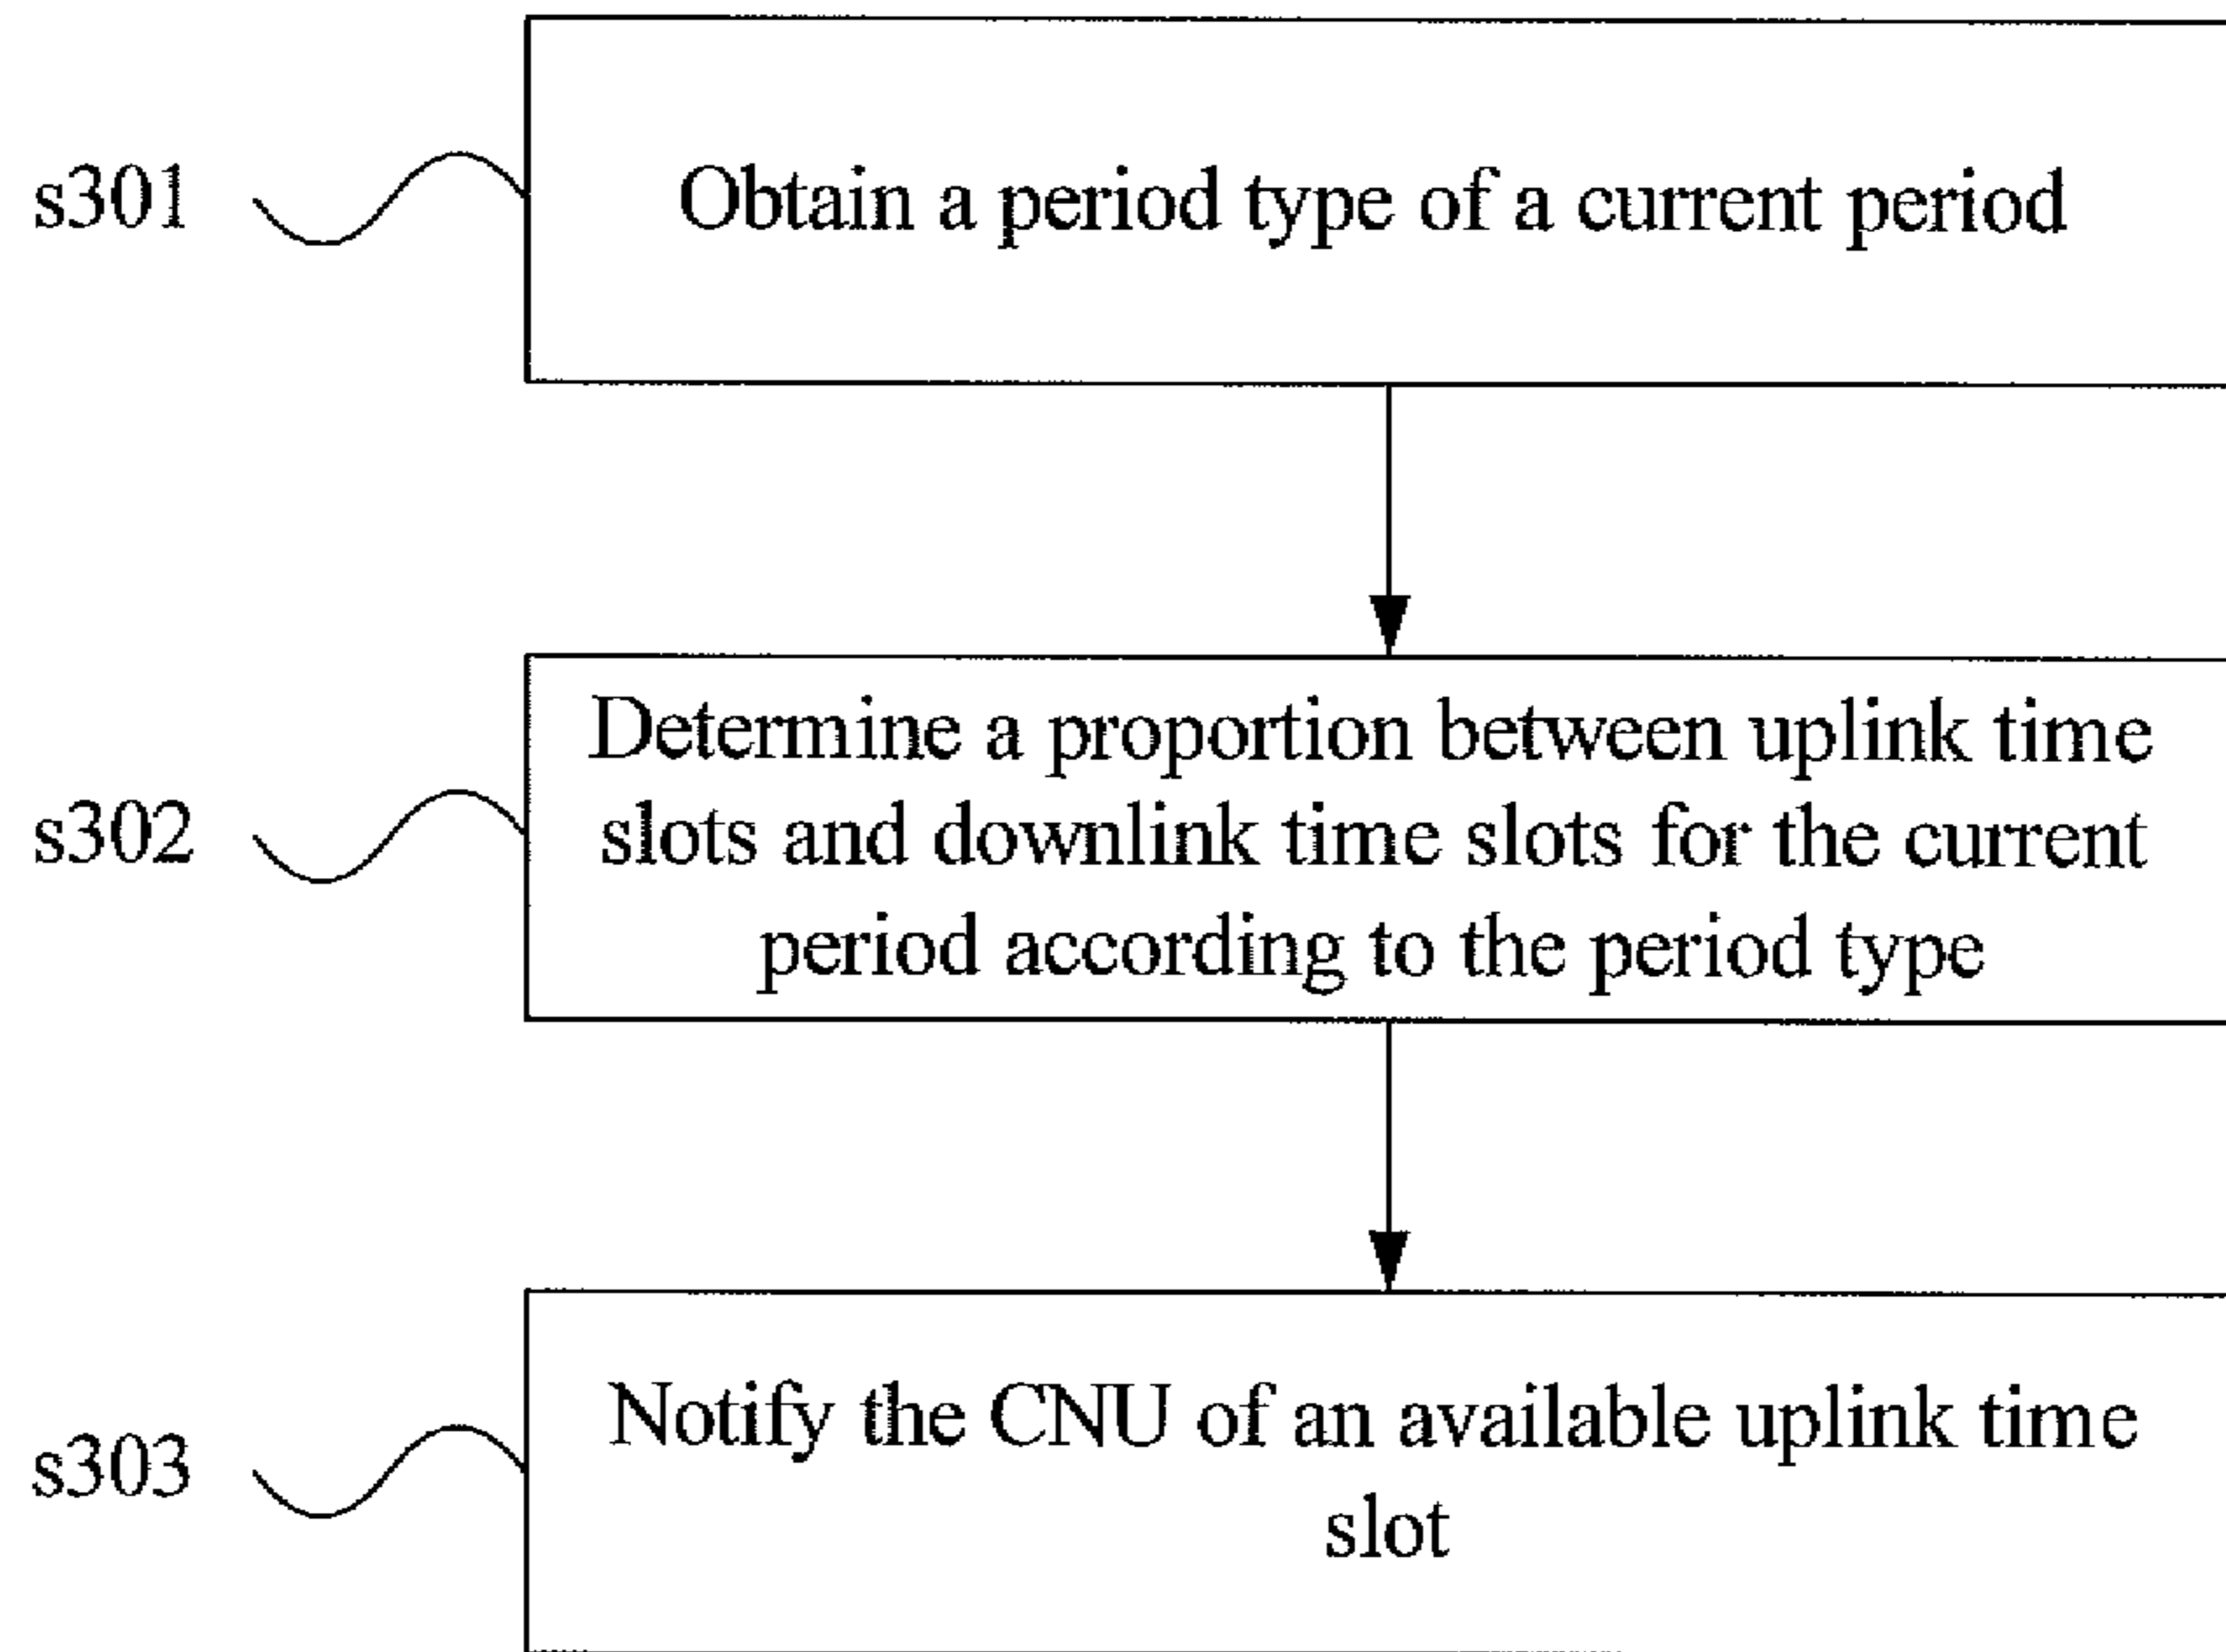 s301
Obtain a period type of a current period
s302
Determine a proportion between uplink time
slots and downlink time slots for the current
period according to the period type
s303
Notify the CNU of an available uplink time
slot